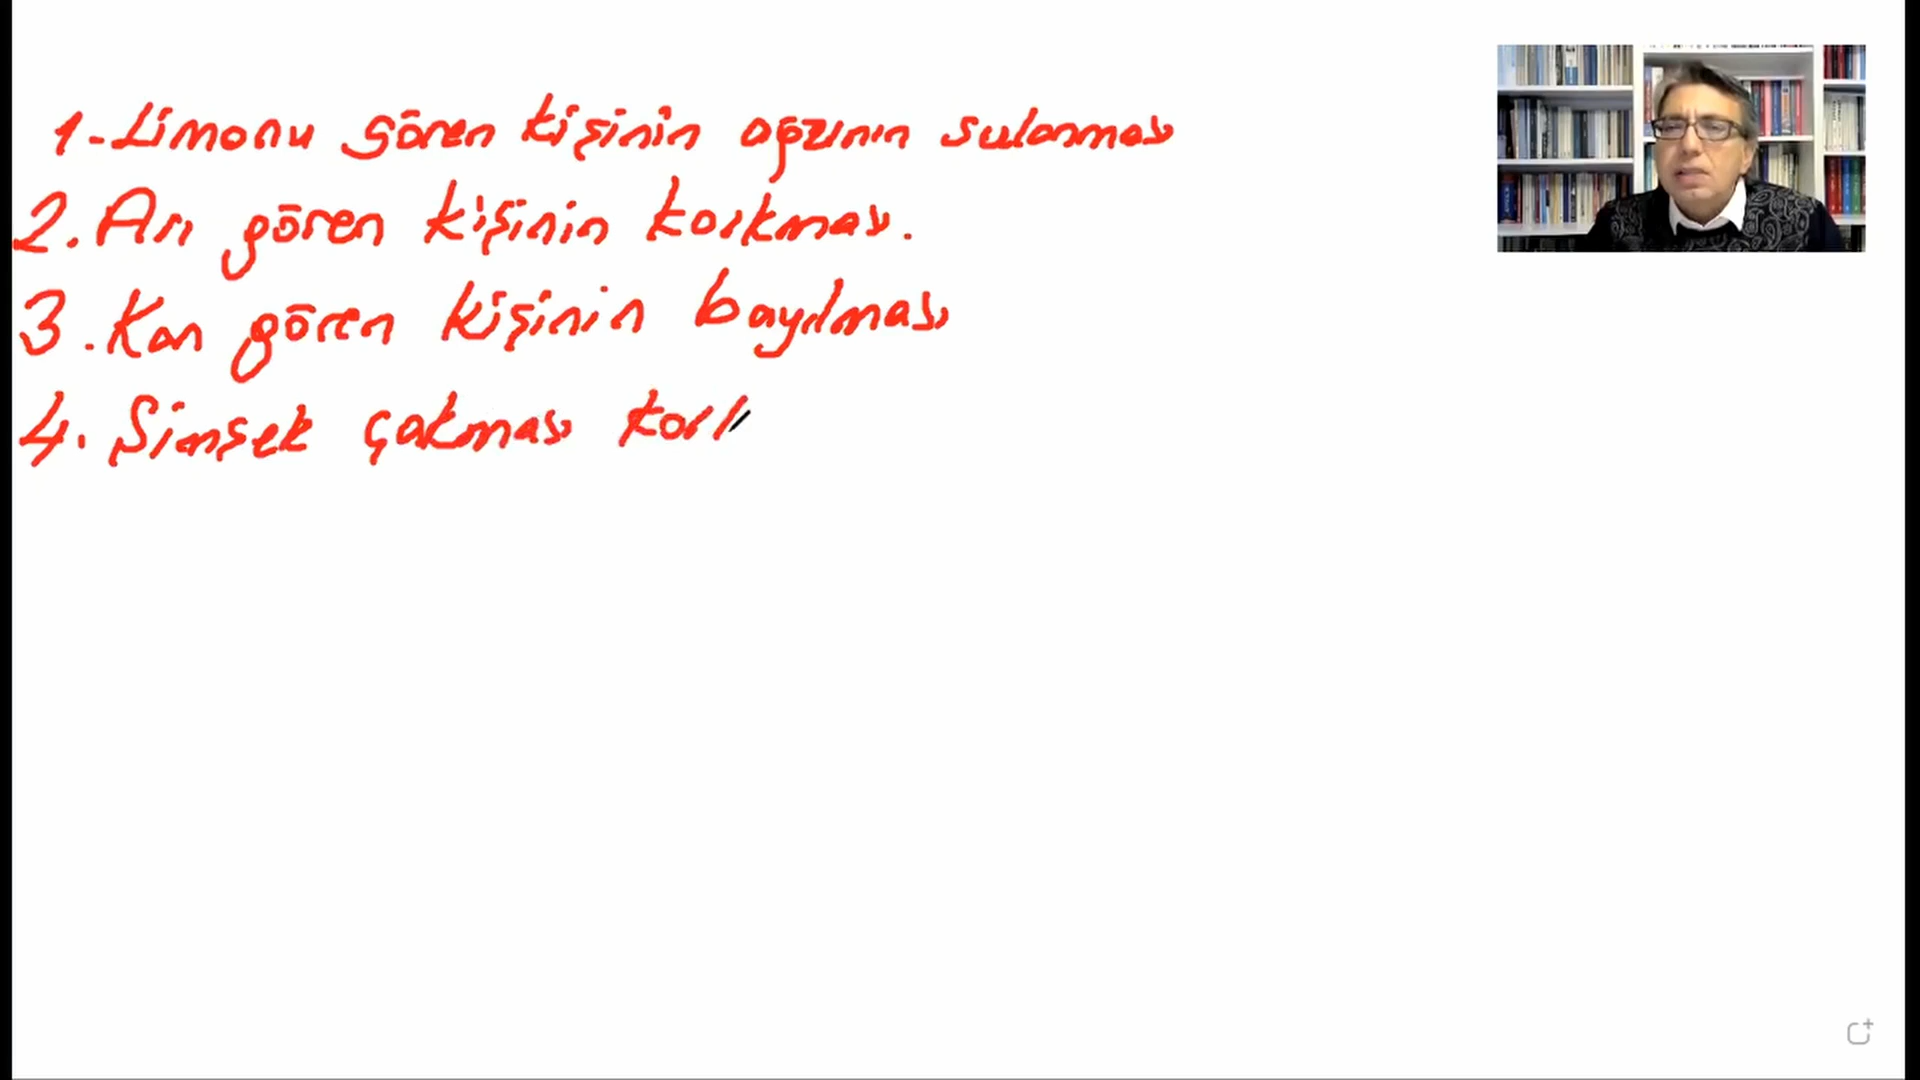 1-Limonu gören kişinin ağzının sulanması
2. Arı gören kişinin korkması.
3. Kan gören kişinin bayılması
4. Şimşek çakması kork